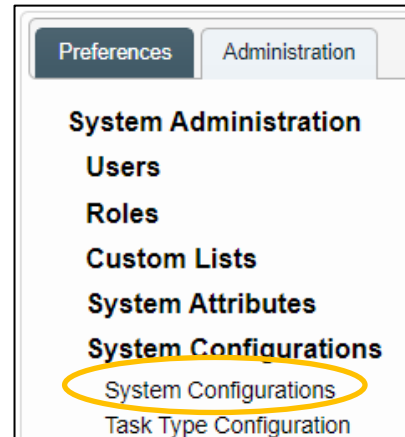 Preferences Administration
System Administration
Users
Roles
Custom Lists
System Attributes
System Configurations
System Configurations
Task Type Configuration